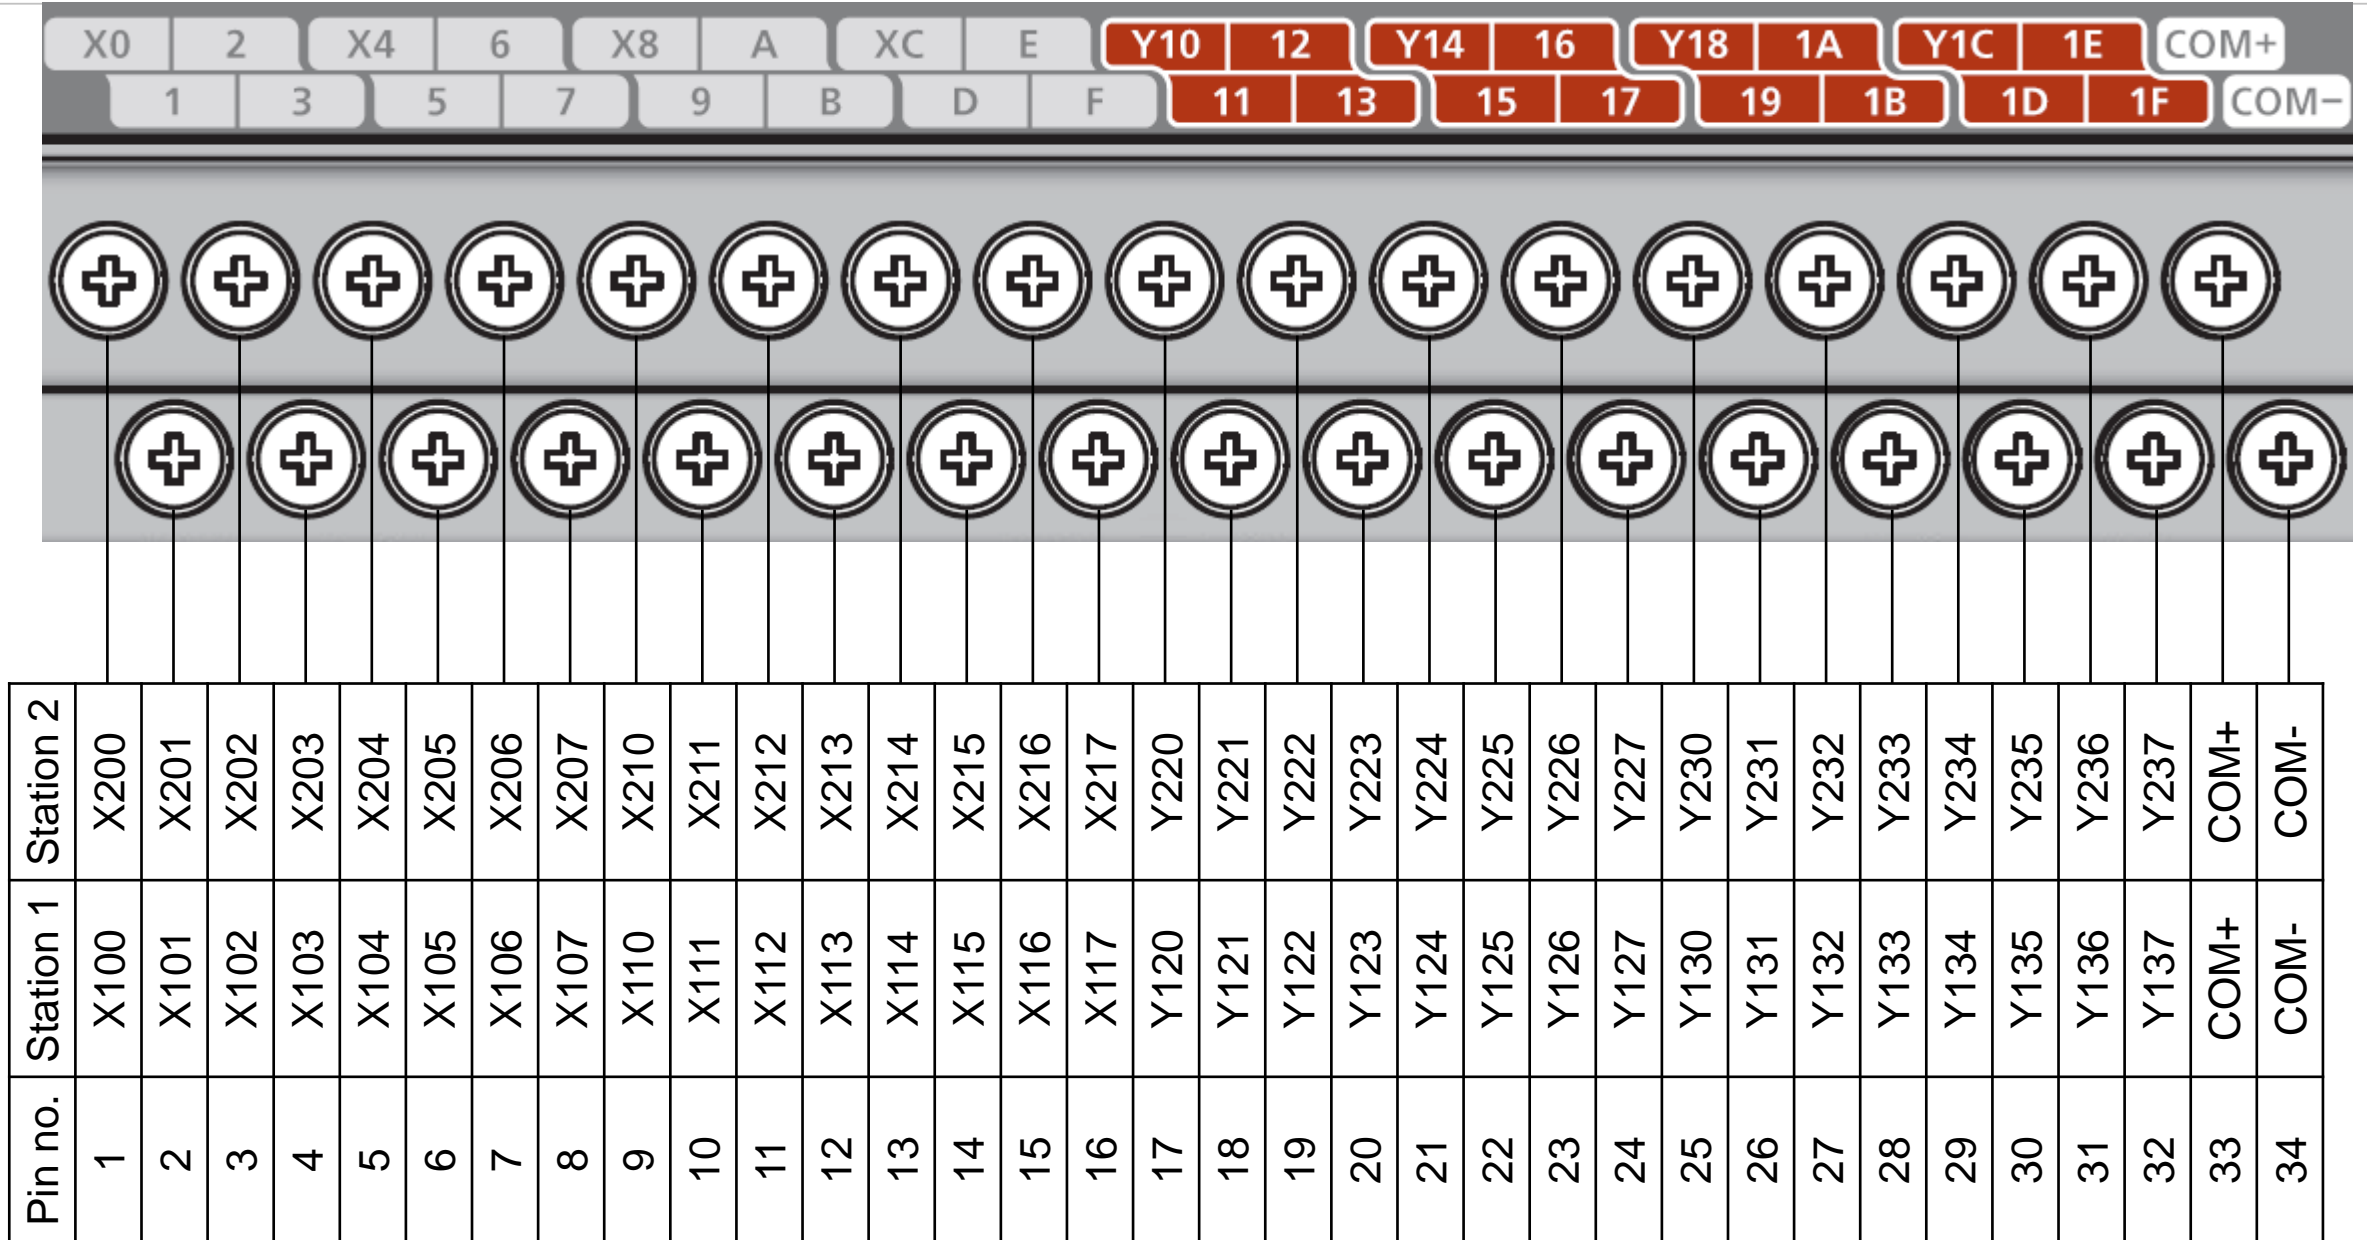 X0 2 X4 6 X8 A XC E Y10 12 Y14 16 Y18 1A Y1C 1E COM+
1 3 5 7 9 B D F 11 13 15 17 19 1B 1D 1F COM−
Station 2 X200 X201 X202 X203 X204 X205 X206 X207 X210 X211 X212 X213 X214 X215 X216 X217 Y220 Y221 Y222 Y223 Y224 Y225 Y226 Y227 Y230 Y231 Y232 Y233 Y234 Y235 Y236 Y237 COM+ COM-
Station 1 X100 X101 X102 X103 X104 X105 X106 X107 X110 X111 X112 X113 X114 X115 X116 X117 Y120 Y121 Y122 Y123 Y124 Y125 Y126 Y127 Y130 Y131 Y132 Y133 Y134 Y135 Y136 Y137 COM+ COM-
Pin no. 1 2 3 4 5 6 7 8 9 10 11 12 13 14 15 16 17 18 19 20 21 22 23 24 25 26 27 28 29 30 31 32 33 34